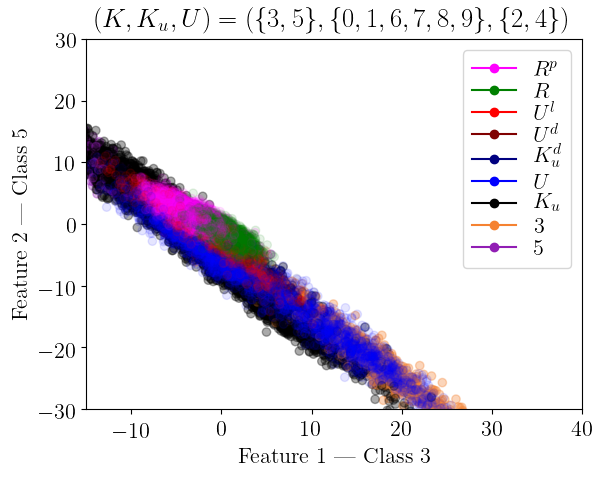 (K, K_u, U) = ({3, 5}, {0, 1, 6, 7, 8, 9}, {2, 4})
30
20
10
0
−10
−20
−30
Feature 2 — Class 5
R^p
R
U^l
U^d
K_u^d
U
K_u
3
5
−10
0
10
20
30
40
Feature 1 — Class 3